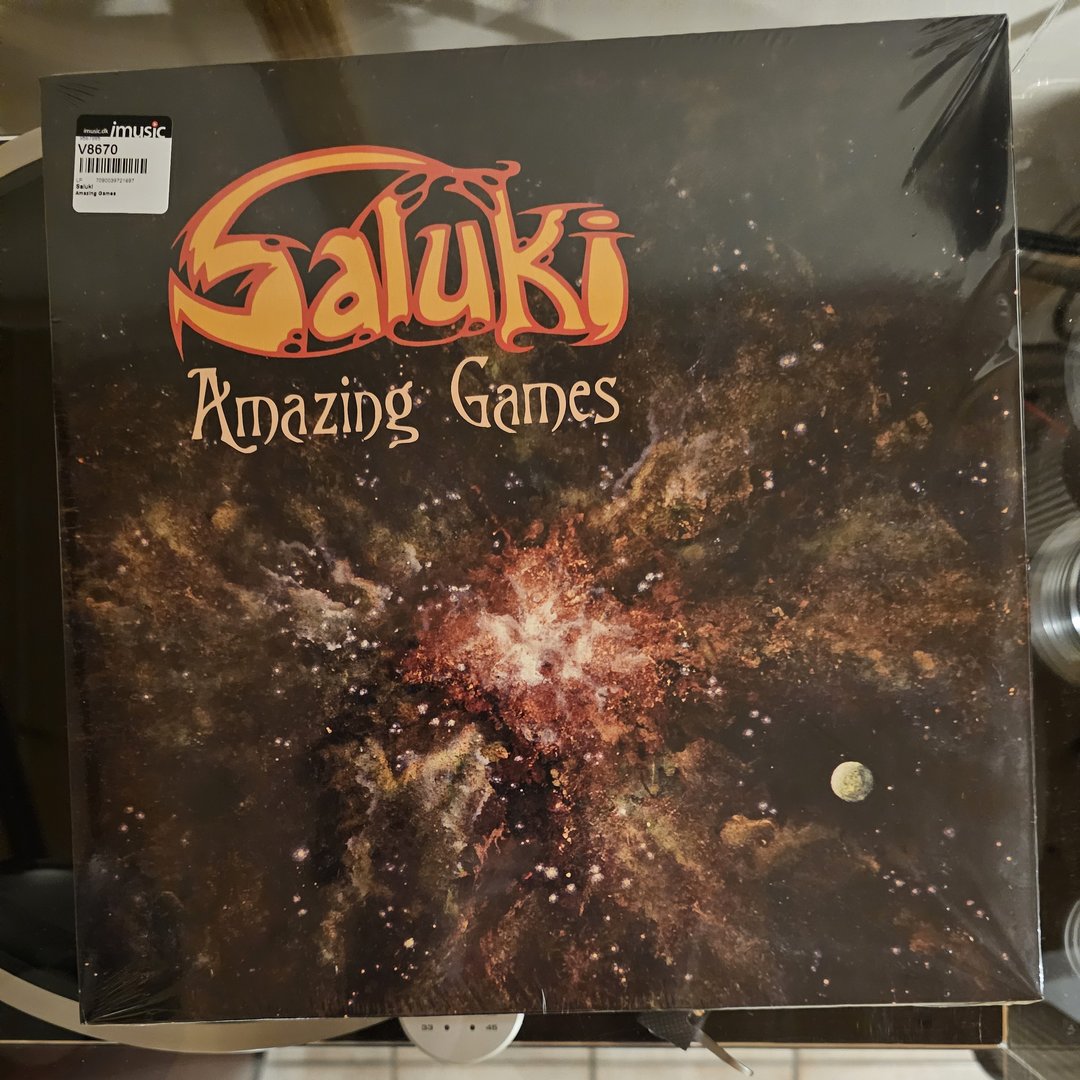 imusic.dk imusic
V8670
LP 7090039721697
Saluki
Amazing Games
Saluki
Amazing Games
33 45